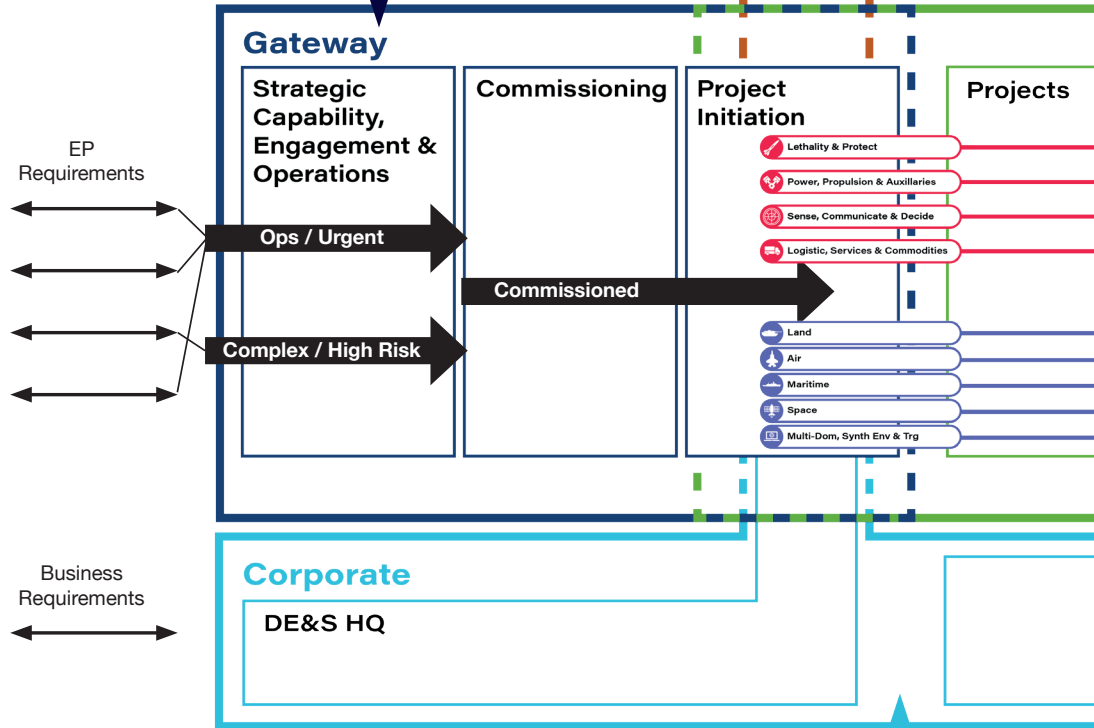 Gateway
Strategic
Capability,
Engagement &
Operations
Commissioning
Project
Initiation
Projects
EP
Requirements
Lethality & Protect
Power, Propulsion & Auxillaries
Sense, Communicate & Decide
Logistic, Services & Commodities
Ops / Urgent
Commissioned
Complex / High Risk
Land
Air
Maritime
Space
Multi-Dom, Synth Env & Trg
Business
Requirements
Corporate
DE&S HQ